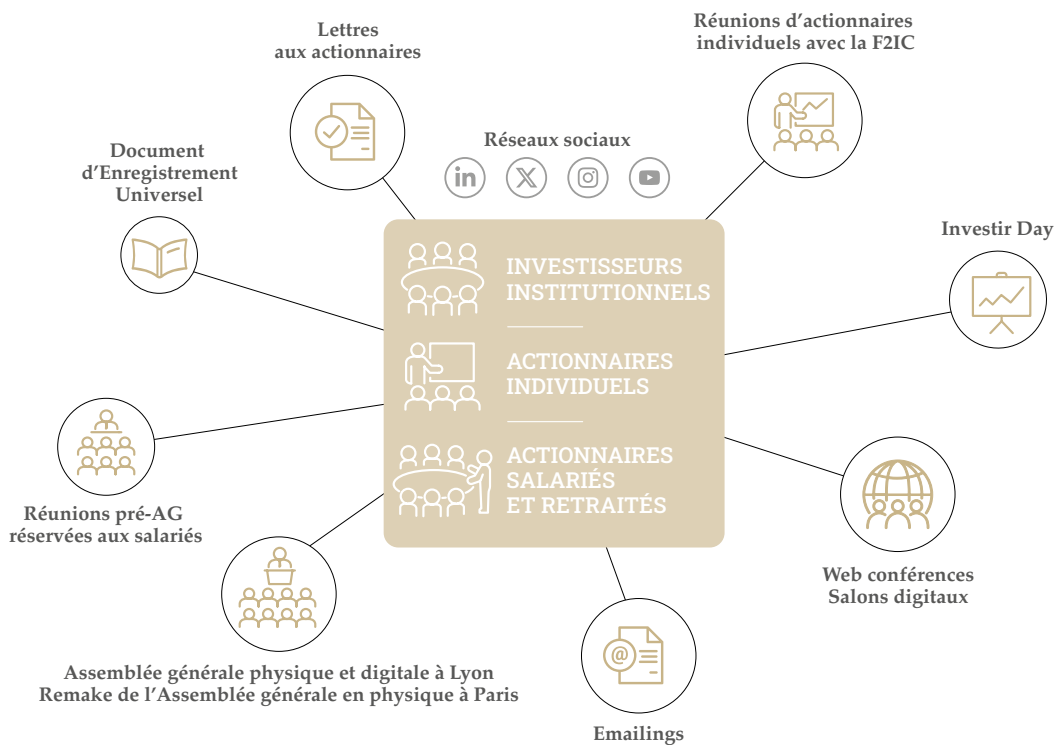 Lettres
aux actionnaires
Réunions d’actionnaires
individuels avec la F2IC
Réseaux sociaux
in
X
Document
d’Enregistrement
Universel
Investir Day
INVESTISSEURS
INSTITUTIONNELS
ACTIONNAIRES
INDIVIDUELS
ACTIONNAIRES
SALARIÉS
ET RETRAITÉS
Réunions pré-AG
réservées aux salariés
Web conférences
Salons digitaux
Assemblée générale physique et digitale à Lyon
Remake de l’Assemblée générale en physique à Paris
@
Emailings